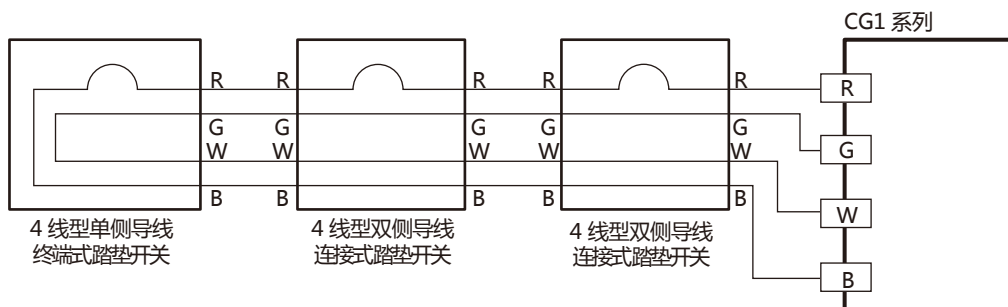 CG1 系列
R R R R R R
G G G G G G
W W W W W W
B B B B B B
4 线型单侧导线
终端式踏垫开关
4 线型双侧导线
连接式踏垫开关
4 线型双侧导线
连接式踏垫开关